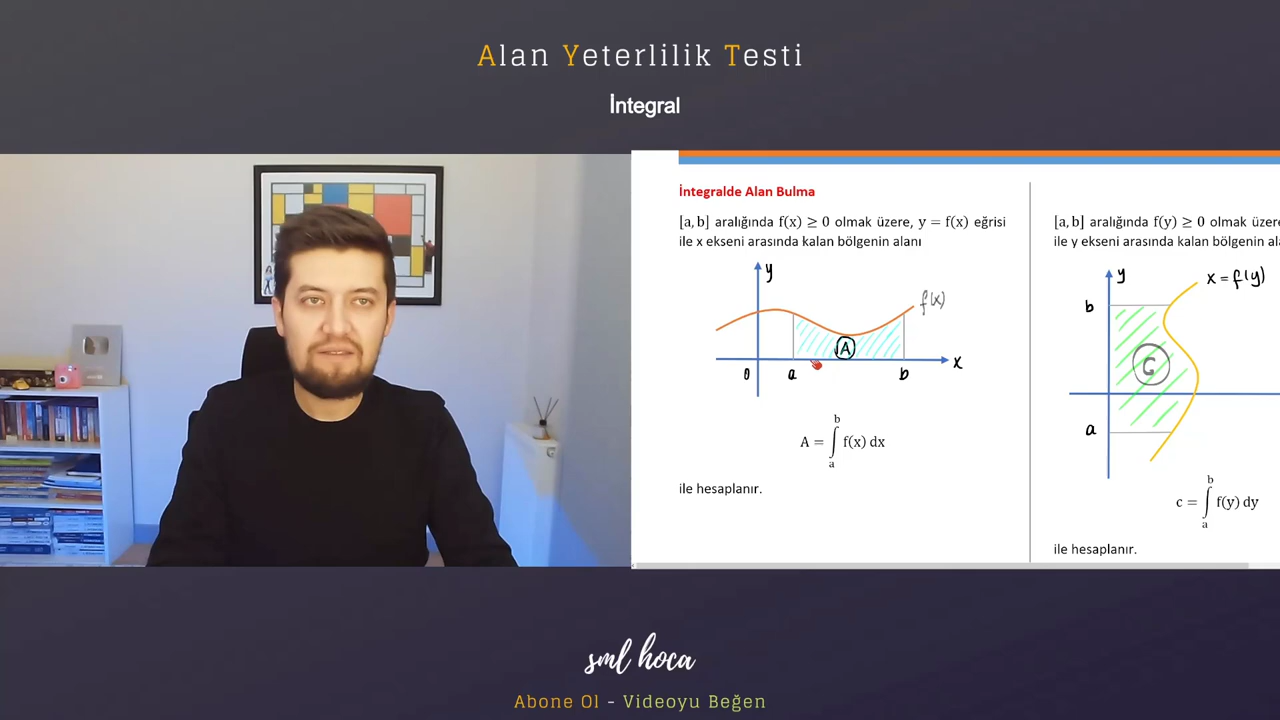 Alan Yeterlilik Testi
İntegral
İntegralde Alan Bulma
[a, b] aralığında f(x) ≥ 0 olmak üzere, y = f(x) eğrisi
ile x ekseni arasında kalan bölgenin alanı
y
f(x)
A
x
0
a
b
b
A = ∫ f(x) dx
a
ile hesaplanır.
[a, b] aralığında f(y) ≥ 0 olmak üzere
ile y ekseni arasında kalan bölgenin
y
x = f(y)
b
C
a
b
c = ∫ f(y) dy
a
ile hesaplanır.
sml hoca
Abone Ol - Videoyu Beğen